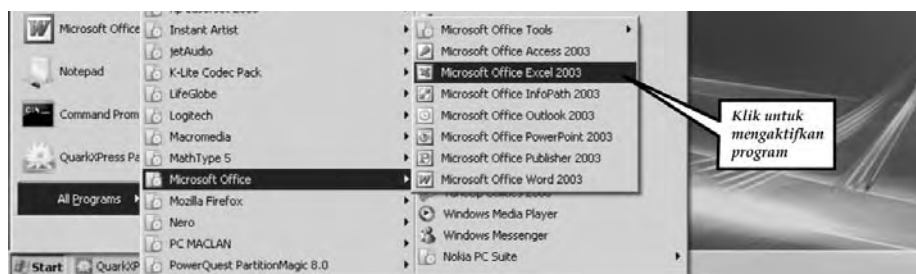 Microsoft Office
Notepad
Command Prom
QuarkXPress Pa
All Programs
Start
QuarkXP
Instant Artist
jetAudio
K-Lite Codec Pack
LifeGlobe
Logitech
Macromedia
MathType 5
Microsoft Office
Mozilla Firefox
Nero
PC MACLAN
PowerQuest PartitionMagic 8.0
Microsoft Office Tools
Microsoft Office Access 2003
Microsoft Office Excel 2003
Microsoft Office InfoPath 2003
Microsoft Office Outlook 2003
Microsoft Office PowerPoint 2003
Microsoft Office Publisher 2003
Microsoft Office Word 2003
Windows Media Player
Windows Messenger
Nokia PC Suite
Klik untuk
mengaktifkan
program